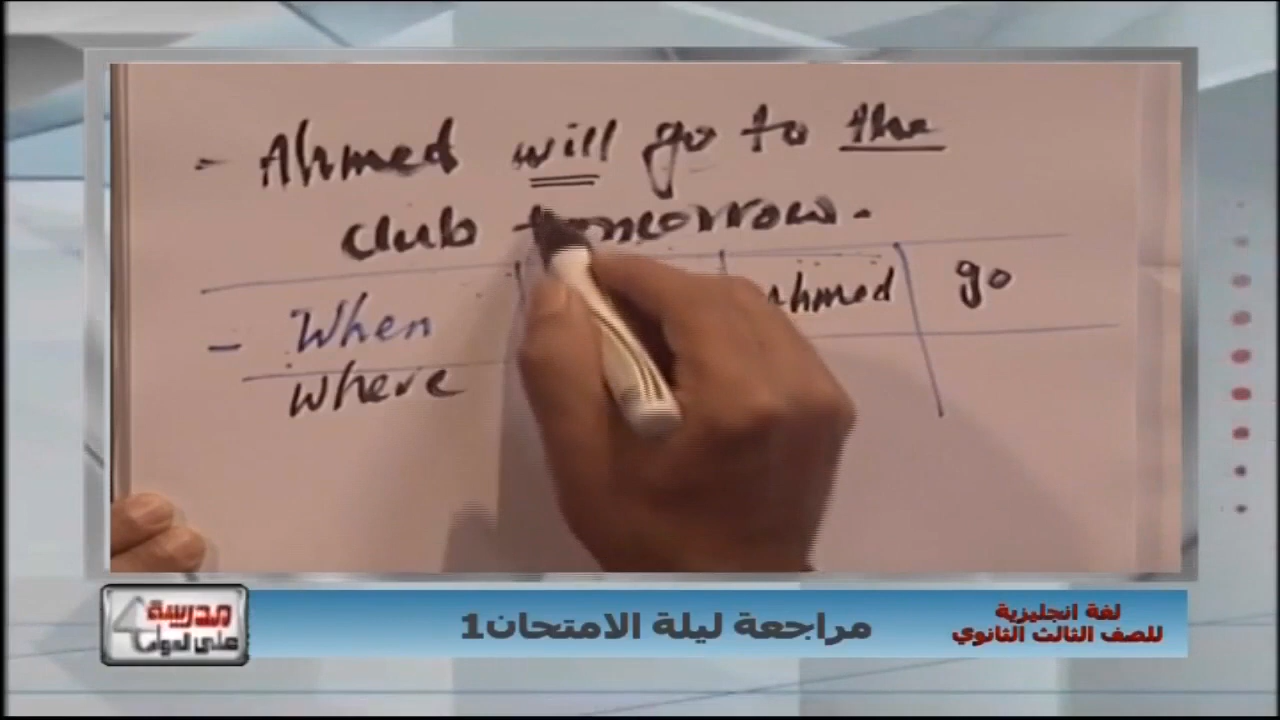 - Ahmed will go to the
club tomorrow.
- When Ahmed go
where
مدرسة
على الهواء
مراجعة ليلة الامتحان1
لغة انجليزية
للصف الثالث الثانوي